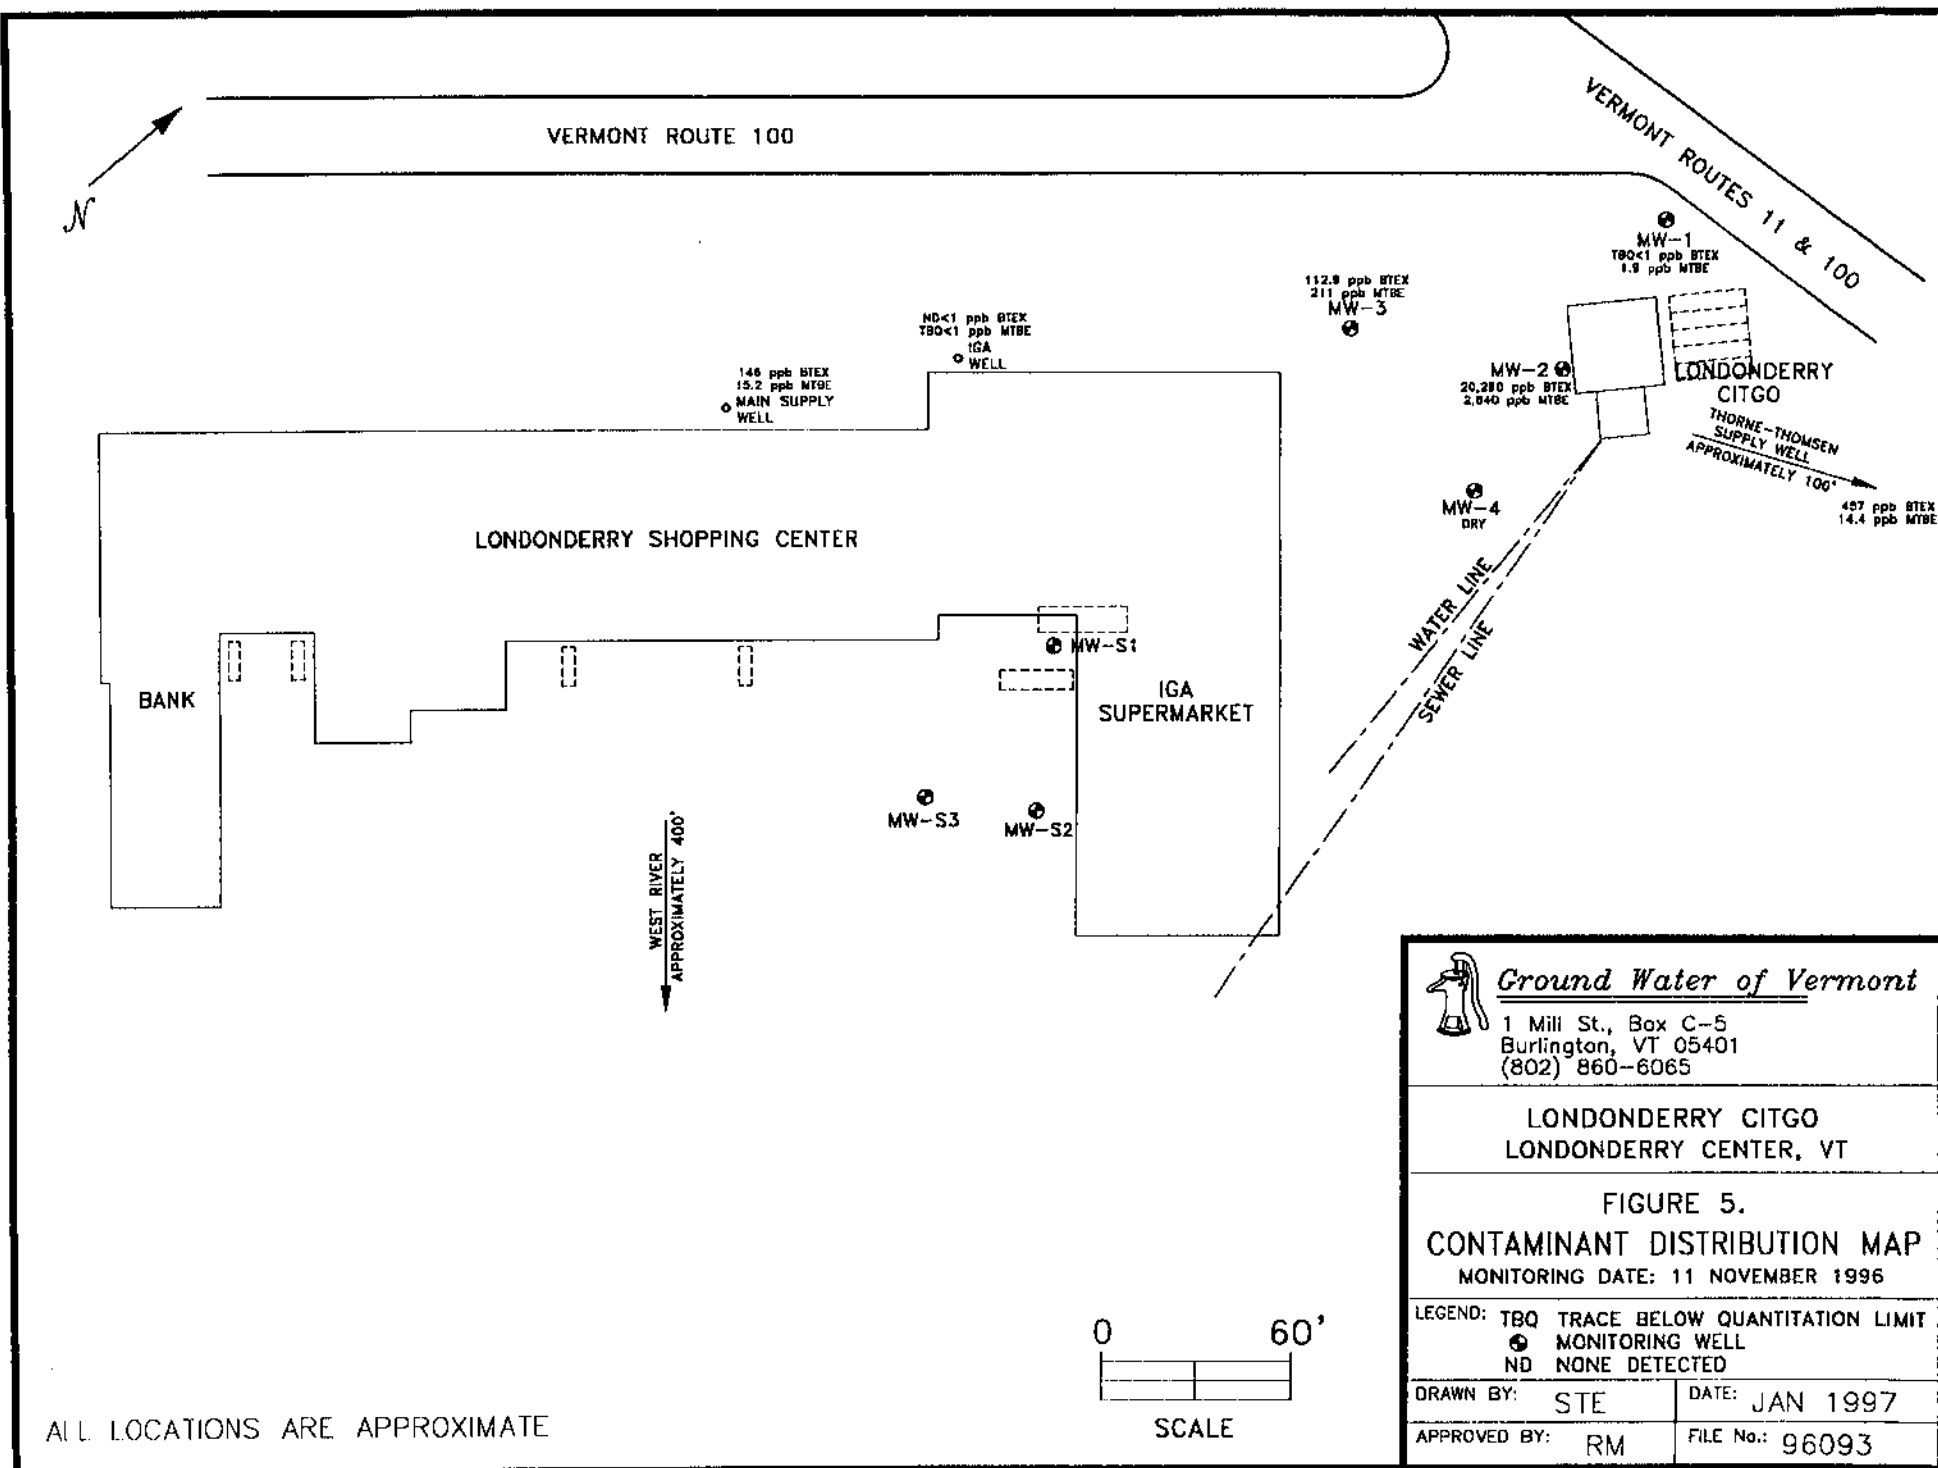 VERMONT ROUTE 100
VERMONT ROUTES 11 & 100
N
MW-1
TBQ<1 ppb BTEX
1.9 ppb MTBE
112.9 ppb BTEX
211 ppb MTBE
MW-3
ND<1 ppb BTEX
TBQ<1 ppb MTBE
IGA
WELL
146 ppb BTEX
15.2 ppb MTBE
MAIN SUPPLY
WELL
MW-2
20,280 ppb BTEX
2,640 ppb MTBE
LONDONDERRY
CITGO
THORNE-THOMSEN
SUPPLY WELL
APPROXIMATELY 100'
457 ppb BTEX
14.4 ppb MTBE
MW-4
DRY
LONDONDERRY SHOPPING CENTER
WATER LINE
SEWER LINE
MW-S1
BANK
IGA
SUPERMARKET
MW-S3
MW-S2
WEST RIVER
APPROXIMATELY 400'
Ground Water of Vermont
1 Mill St., Box C-5
Burlington, VT 05401
(802) 860-6065
LONDONDERRY CITGO
LONDONDERRY CENTER, VT
FIGURE 5.
CONTAMINANT DISTRIBUTION MAP
MONITORING DATE: 11 NOVEMBER 1996
LEGEND: TBQ TRACE BELOW QUANTITATION LIMIT
MONITORING WELL
ND NONE DETECTED
DRAWN BY: STE DATE: JAN 1997
APPROVED BY: RM FILE No.: 96093
0 60'
SCALE
ALL LOCATIONS ARE APPROXIMATE